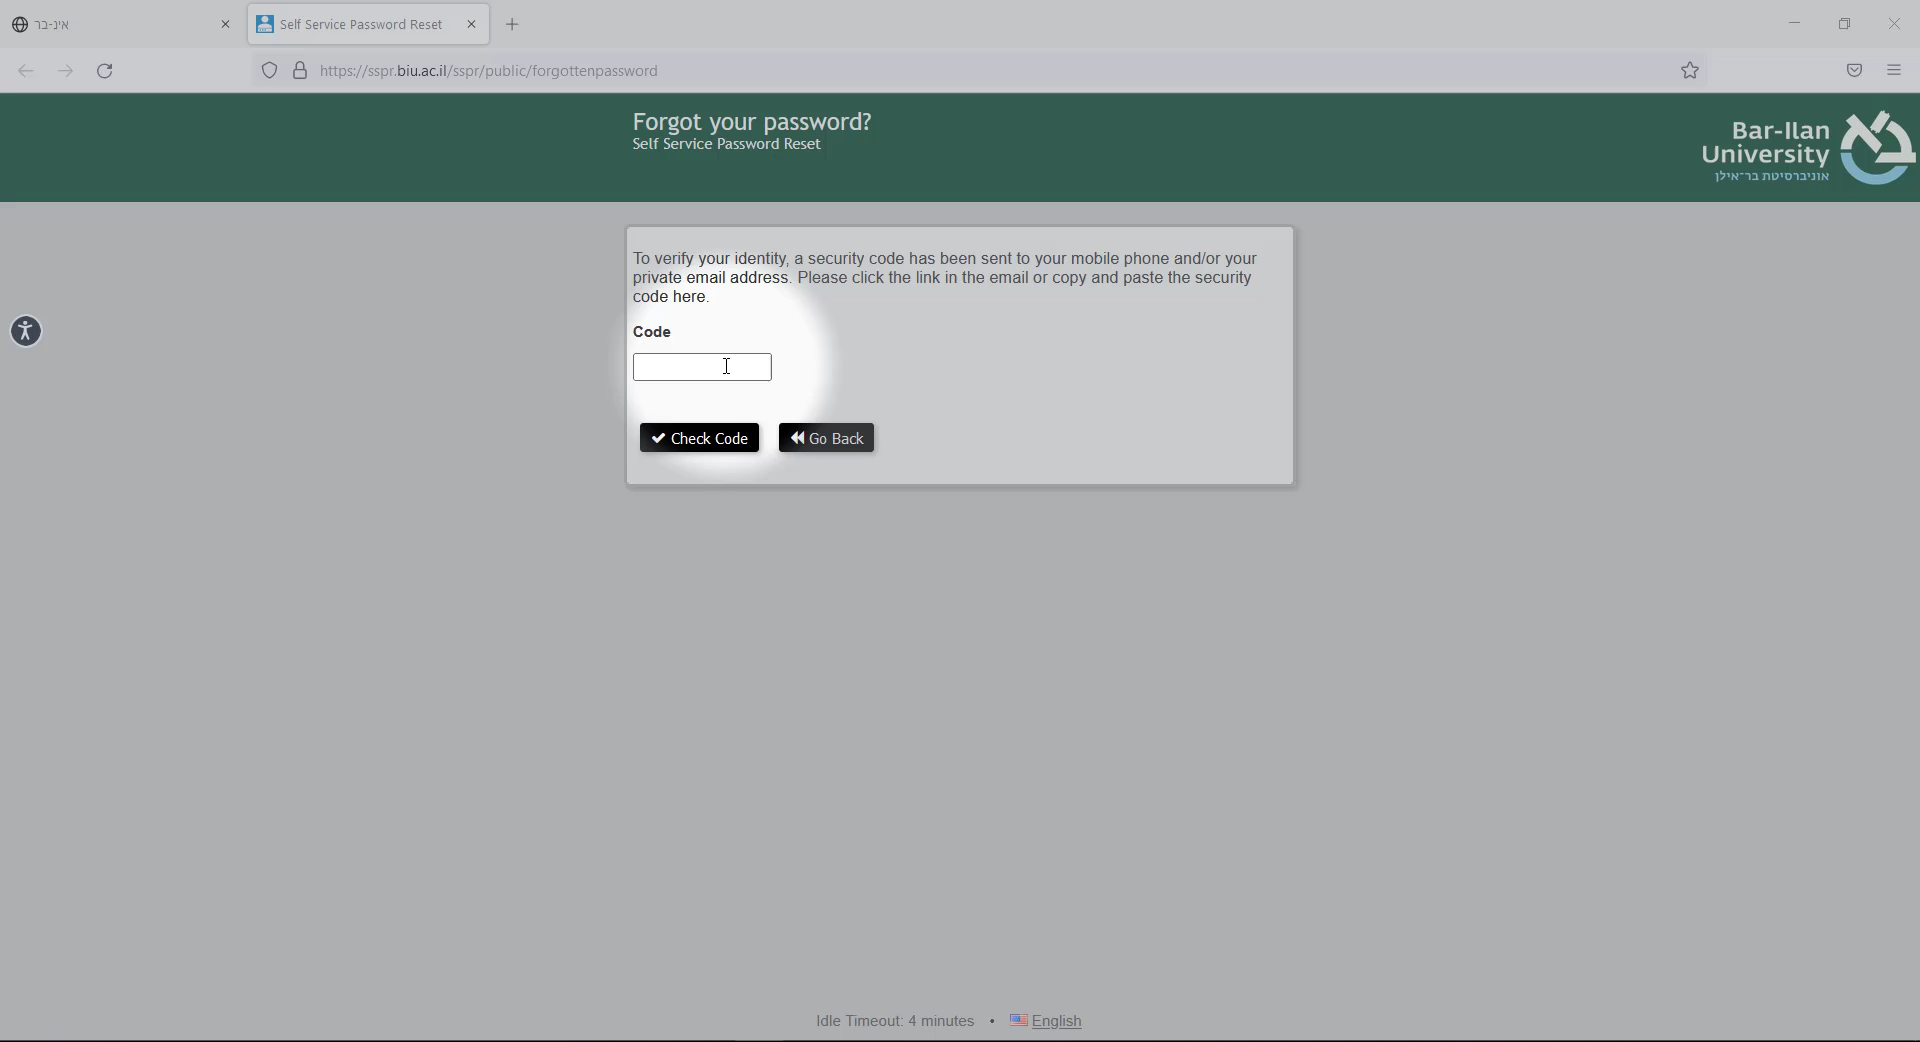 אינ-בר
Self Service Password Reset
https://sspr.biu.ac.il/sspr/public/forgottenpassword
Forgot your password?
Self Service Password Reset
Bar-Ilan
University
אוניברסיטת בר־אילן
To verify your identity, a security code has been sent to your mobile phone and/or your
private email address. Please click the link in the email or copy and paste the security
code here.
Code
Check Code
Go Back
Idle Timeout: 4 minutes • English